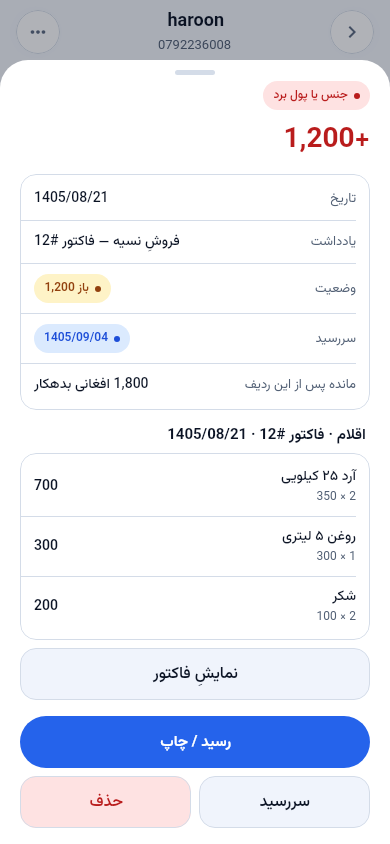 haroon
0792236008
جنس یا پول برد
1,200+
تاریخ 1405/08/21
یادداشت فروشِ نسیه — فاکتور #12
وضعیت باز 1,200
سررسید 1405/09/04
مانده پس از این ردیف 1,800 افغانی بدهکار
اقلام · فاکتور #12 · 1405/08/21
آرد ۲۵ کیلویی 700
2 × 350
روغن ۵ لیتری 300
1 × 300
شکر 200
2 × 100
نمایشِ فاکتور
رسید / چاپ
سررسید حذف